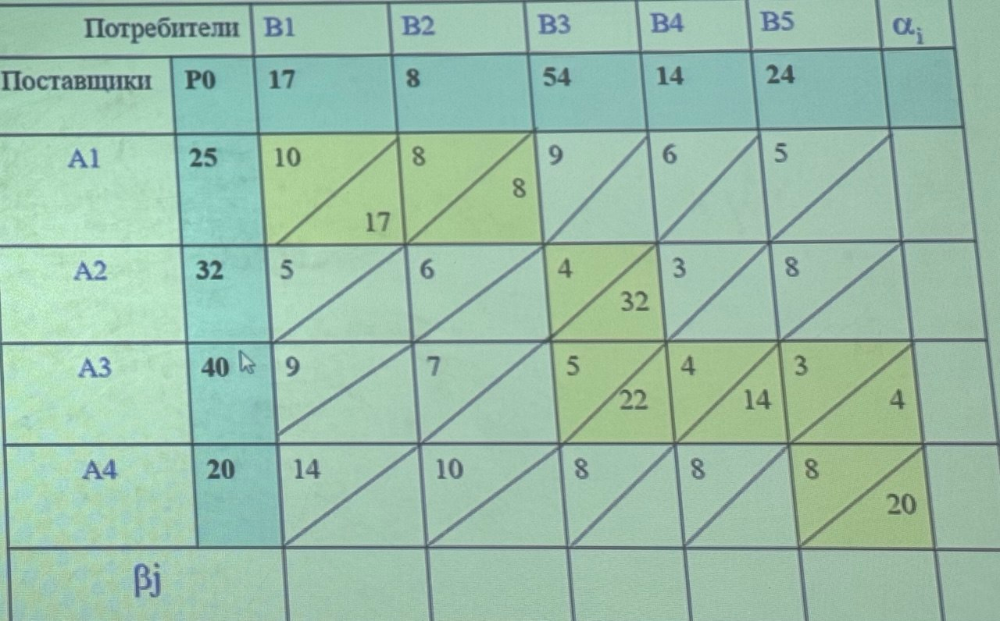 Потребители B1 B2 B3 B4 B5 αi
Поставщики P0 17 8 54 14 24
A1 25 10 17 8 8 9 6 5
A2 32 5 6 4 32 3 8
A3 40 9 7 5 22 4 14 3 4
A4 20 14 10 8 8 8 20
βj